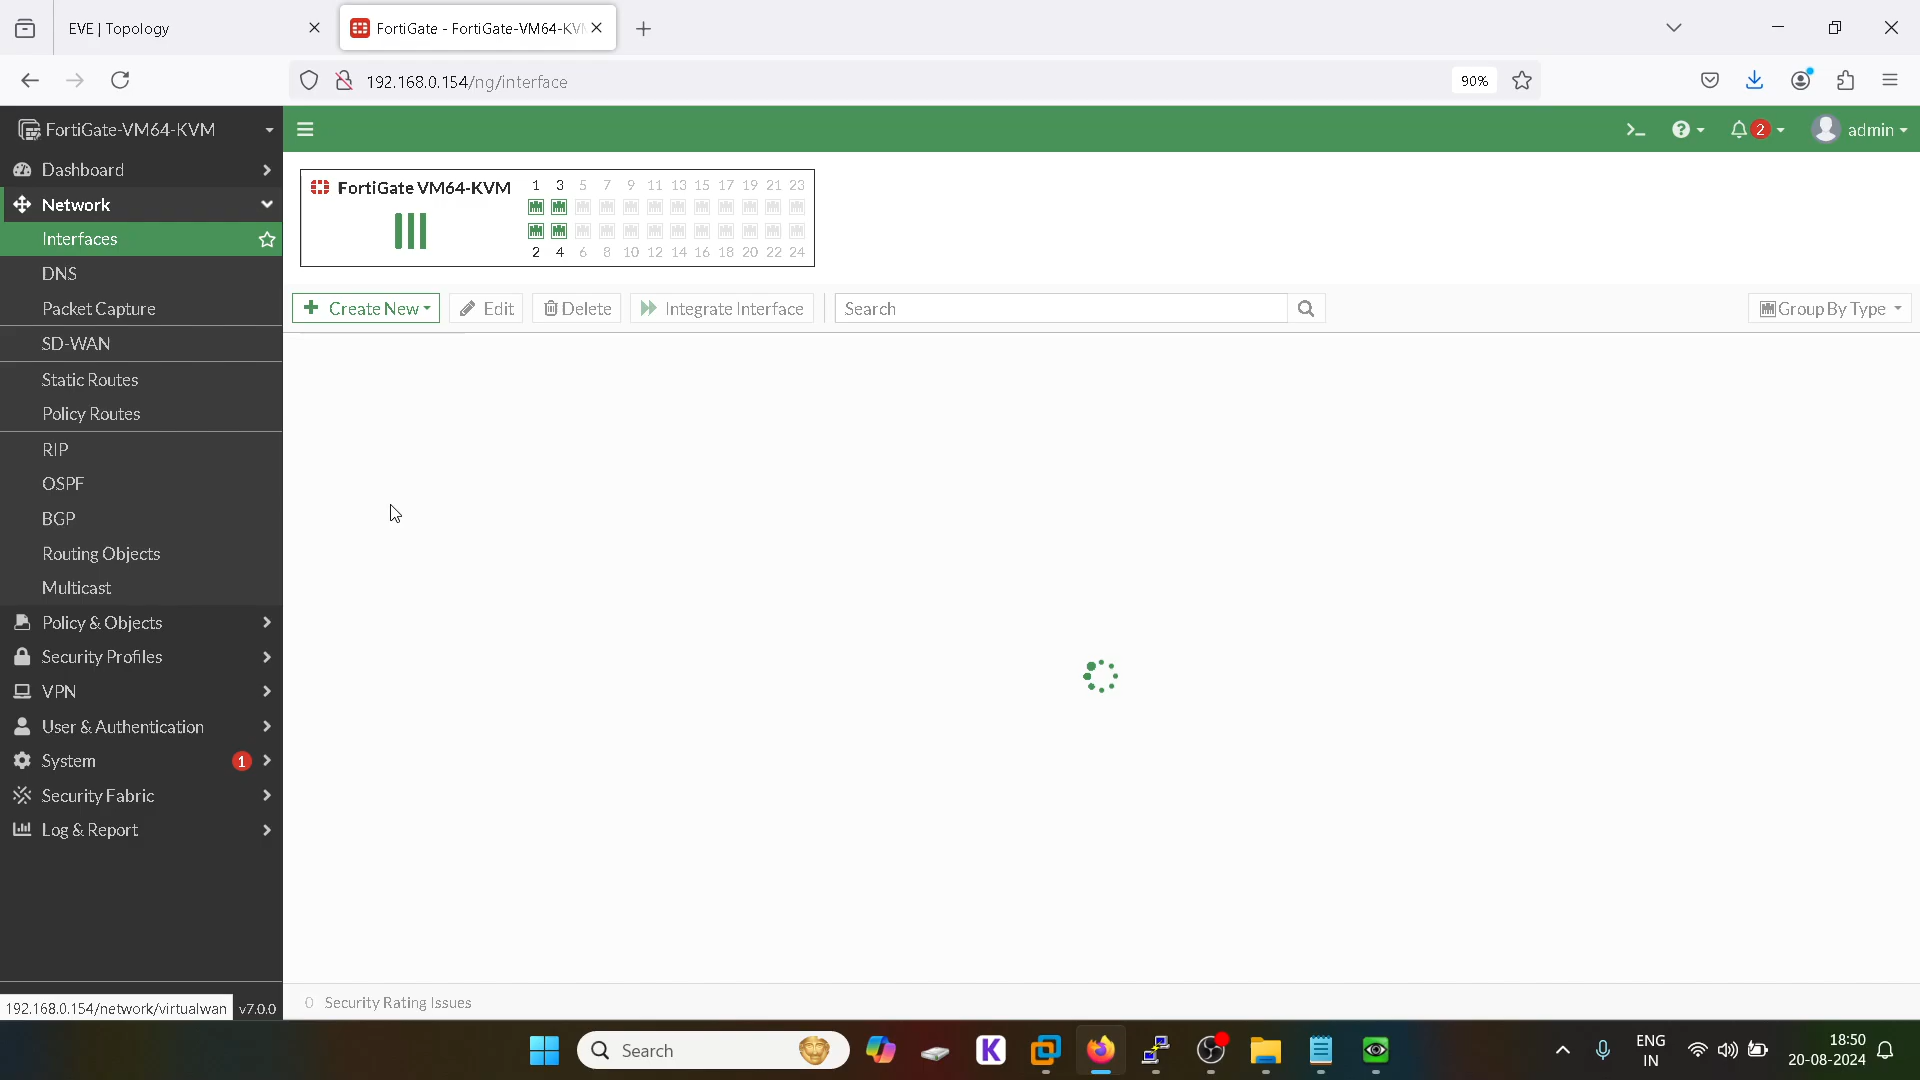 EVE | Topology
FortiGate - FortiGate-VM64-KV
192.168.0.154/ng/interface
90%
FortiGate-VM64-KVM
2
admin
Dashboard
Network
Interfaces
DNS
Packet Capture
SD-WAN
Static Routes
Policy Routes
RIP
OSPF
BGP
Routing Objects
Multicast
Policy & Objects
Security Profiles
VPN
User & Authentication
System 1
Security Fabric
Log & Report
192.168.0.154/network/virtualwan v7.0.0
FortiGate VM64-KVM
1 3 5 7 9 11 13 15 17 19 21 23
2 4 6 8 10 12 14 16 18 20 22 24
Create New Edit Delete Integrate Interface Search Group By Type
0 Security Rating Issues
Search
K
ENG
IN
18:50
20-08-2024